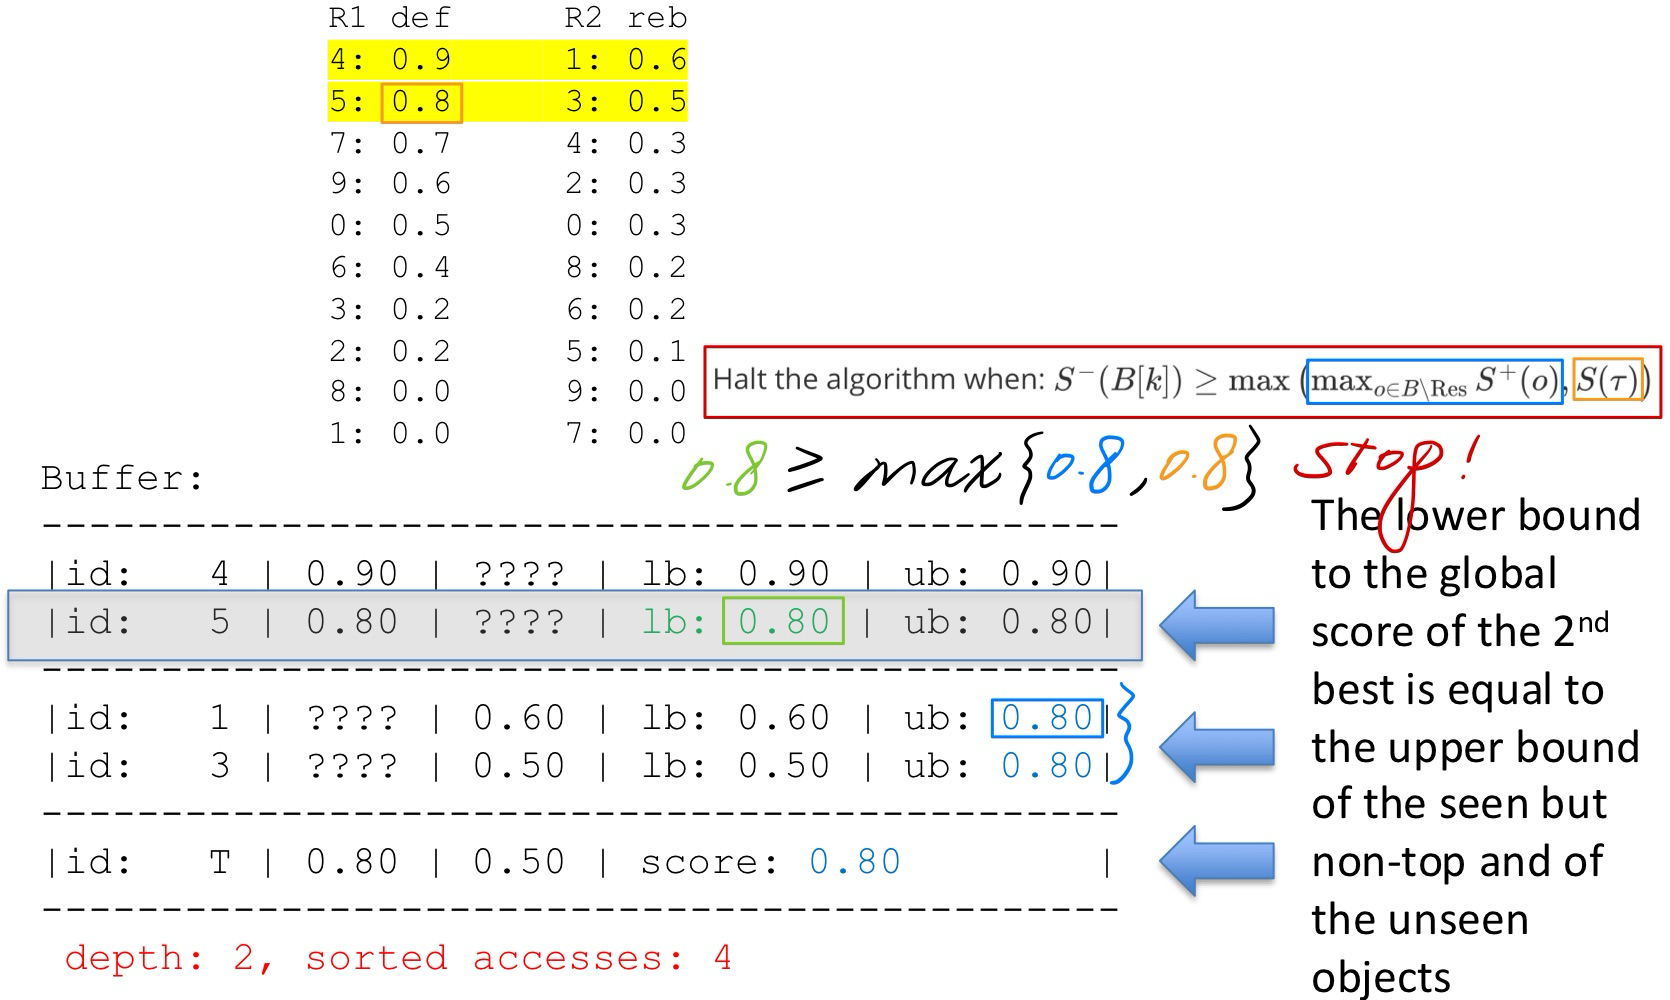 R1 def R2 reb
4: 0.9 1: 0.6
5: 0.8 3: 0.5
7: 0.7 4: 0.3
9: 0.6 2: 0.3
0: 0.5 0: 0.3
6: 0.4 8: 0.2
3: 0.2 6: 0.2
2: 0.2 5: 0.1
8: 0.0 9: 0.0
1: 0.0 7: 0.0
Halt the algorithm when: S⁻(B[k]) ≥ max (max_{o∈B\Res} S⁺(o), S(τ))
0.8 ≥ max {0.8, 0.8} STOP!
Buffer:
---------------------------------------------
|id: 4 | 0.90 | ???? | lb: 0.90 | ub: 0.90|
|id: 5 | 0.80 | ???? | lb: 0.80 | ub: 0.80|
---------------------------------------------
|id: 1 | ???? | 0.60 | lb: 0.60 | ub: 0.80|
|id: 3 | ???? | 0.50 | lb: 0.50 | ub: 0.80|
---------------------------------------------
|id: T | 0.80 | 0.50 | score: 0.80 |
---------------------------------------------
depth: 2, sorted accesses: 4
The lower bound
to the global
score of the 2nd
best is equal to
the upper bound
of the seen but
non-top and of
the unseen
objects